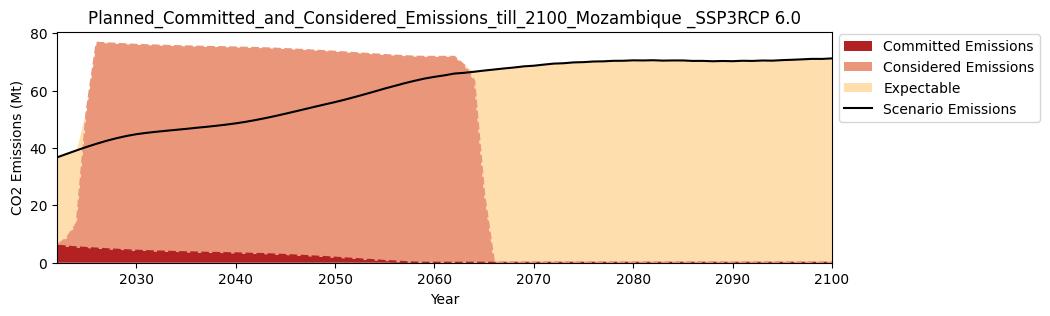 Planned_Committed_and_Considered_Emissions_till_2100_Mozambique _SSP3RCP 6.0
80
60
40
20
0
CO2 Emissions (Mt)
2030
2040
2050
2060
2070
2080
2090
2100
Year
Committed Emissions
Considered Emissions
Expectable
Scenario Emissions